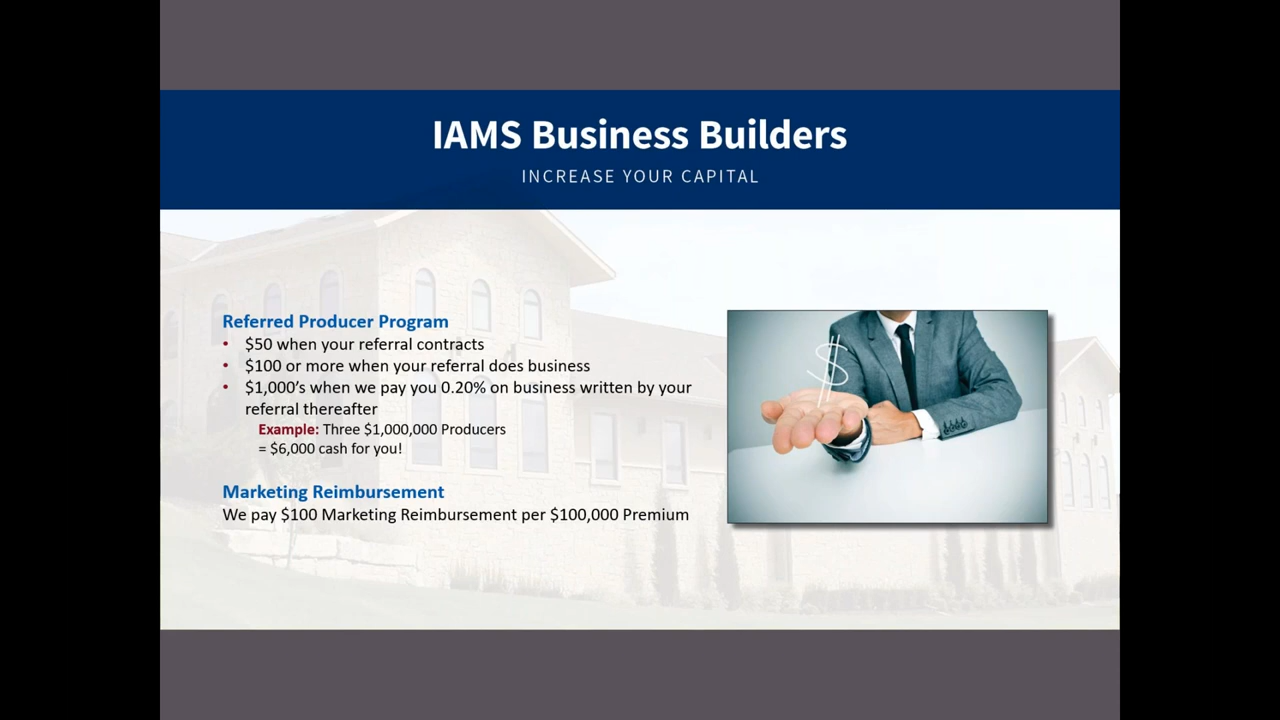 IAMS Business Builders
INCREASE YOUR CAPITAL
Referred Producer Program
• $50 when your referral contracts
• $100 or more when your referral does business
• $1,000’s when we pay you 0.20% on business written by your
referral thereafter
Example: Three $1,000,000 Producers
= $6,000 cash for you!
$
Marketing Reimbursement
We pay $100 Marketing Reimbursement per $100,000 Premium